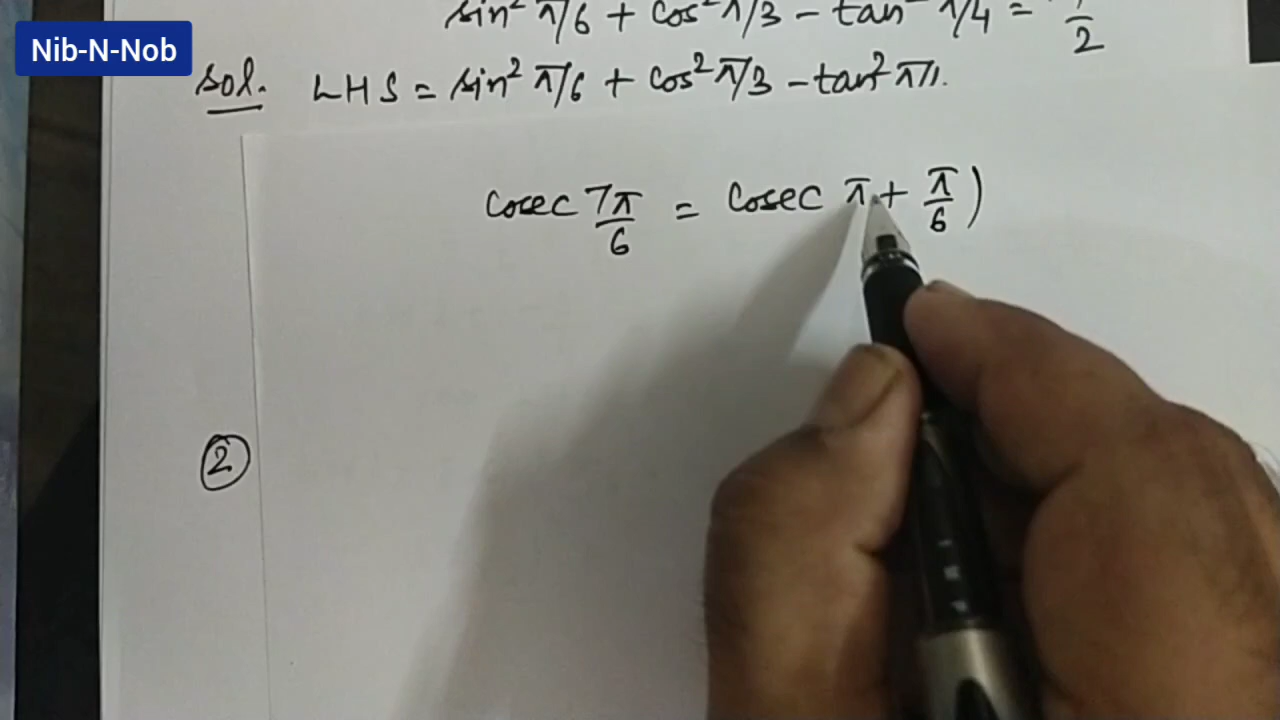 Nib-N-Nob
sin² π/6 + cos² π/3 - tan² π/4 = 1/2
sol. LHS = sin² π/6 + cos² π/3 - tan² π/
cosec 7π/6 = cosec π + π/6 )
②